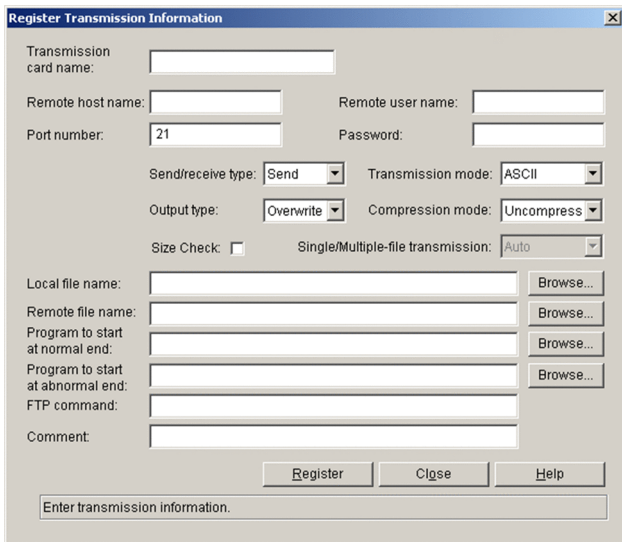 Register Transmission Information
Transmission
card name:
Remote host name:
Remote user name:
Port number: 21
Password:
Send/receive type: Send
Transmission mode: ASCII
Output type: Overwrite
Compression mode: Uncompress
Size Check:
Single/Multiple-file transmission: Auto
Local file name:
Browse...
Remote file name:
Browse...
Program to start
at normal end:
Browse...
Program to start
at abnormal end:
Browse...
FTP command:
Comment:
Register
Close
Help
Enter transmission information.